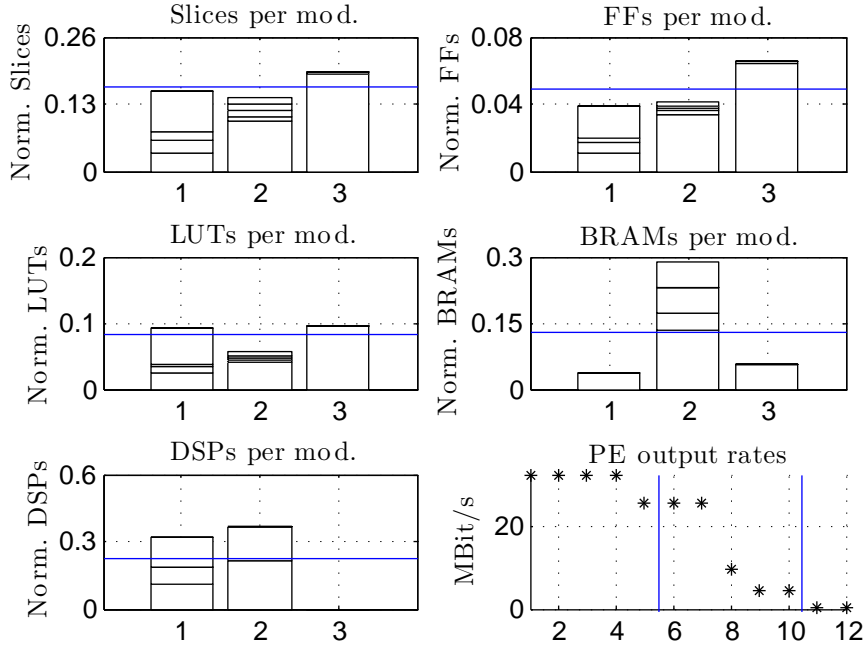 Slices per mod.
Norm. Slices
0.26
0.13
0
1 2 3
FFs per mod.
Norm. FFs
0.08
0.04
0
1 2 3
LUTs per mod.
Norm. LUTs
0.2
0.1
0
1 2 3
BRAMs per mod.
Norm. BRAMs
0.3
0.15
0
1 2 3
DSPs per mod.
Norm. DSPs
0.6
0.3
0
1 2 3
PE output rates
MBit/s
20
0
2 4 6 8 10 12